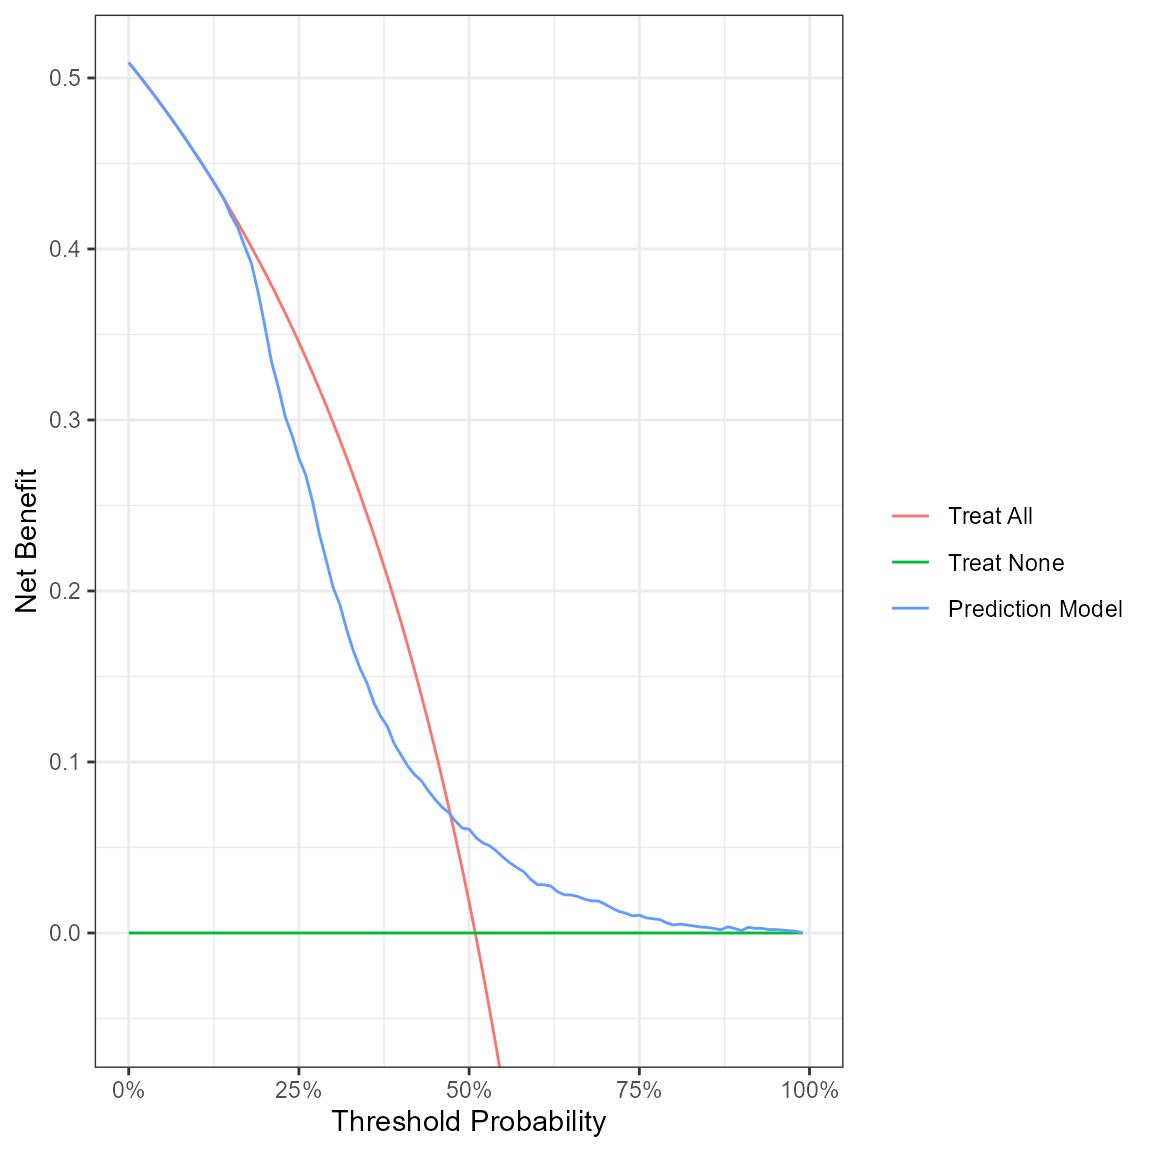 0.5
0.4
0.3
0.2
0.1
0.0
Net Benefit
0%
25%
50%
75%
100%
Threshold Probability
Treat All
Treat None
Prediction Model